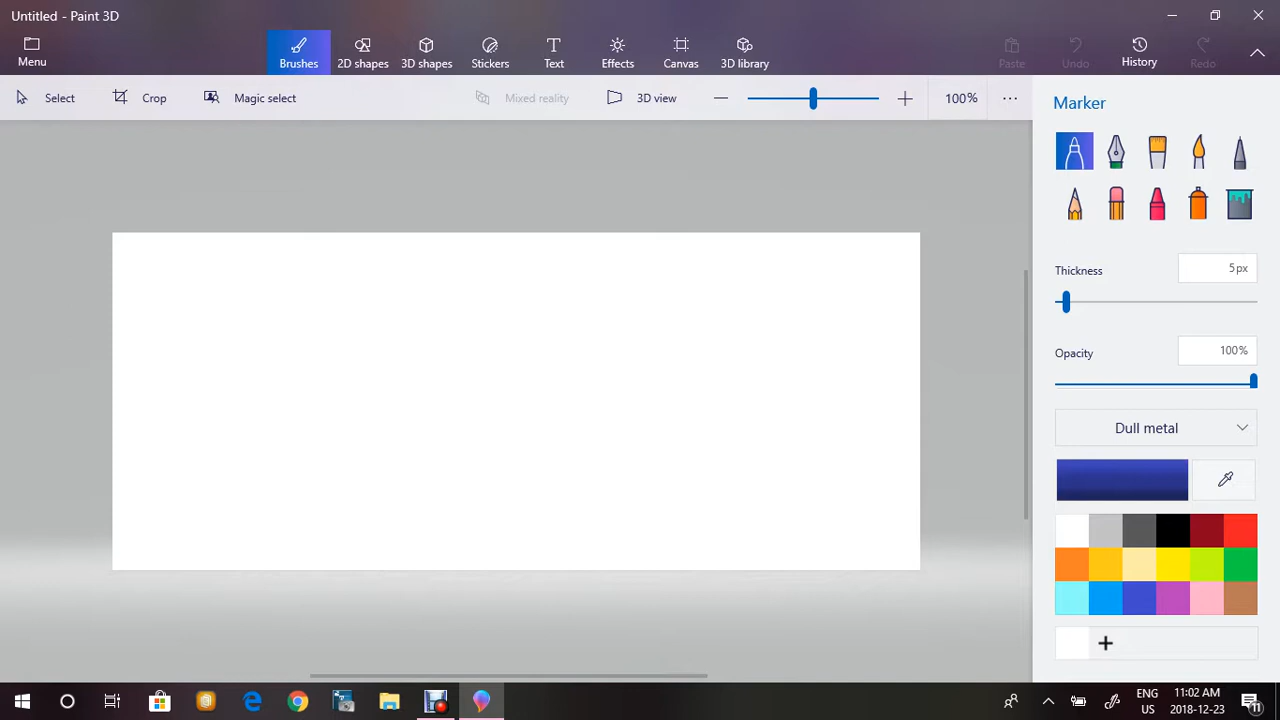 Untitled - Paint 3D
Menu
Brushes
2D shapes
3D shapes
Stickers
Text
Effects
Canvas
3D library
Paste
Undo
History
Redo
Select
Crop
Magic select
Mixed reality
3D view
100%
Marker
Thickness
5px
Opacity
100%
Dull metal
ENG
US
11:02 AM
2018-12-23
11